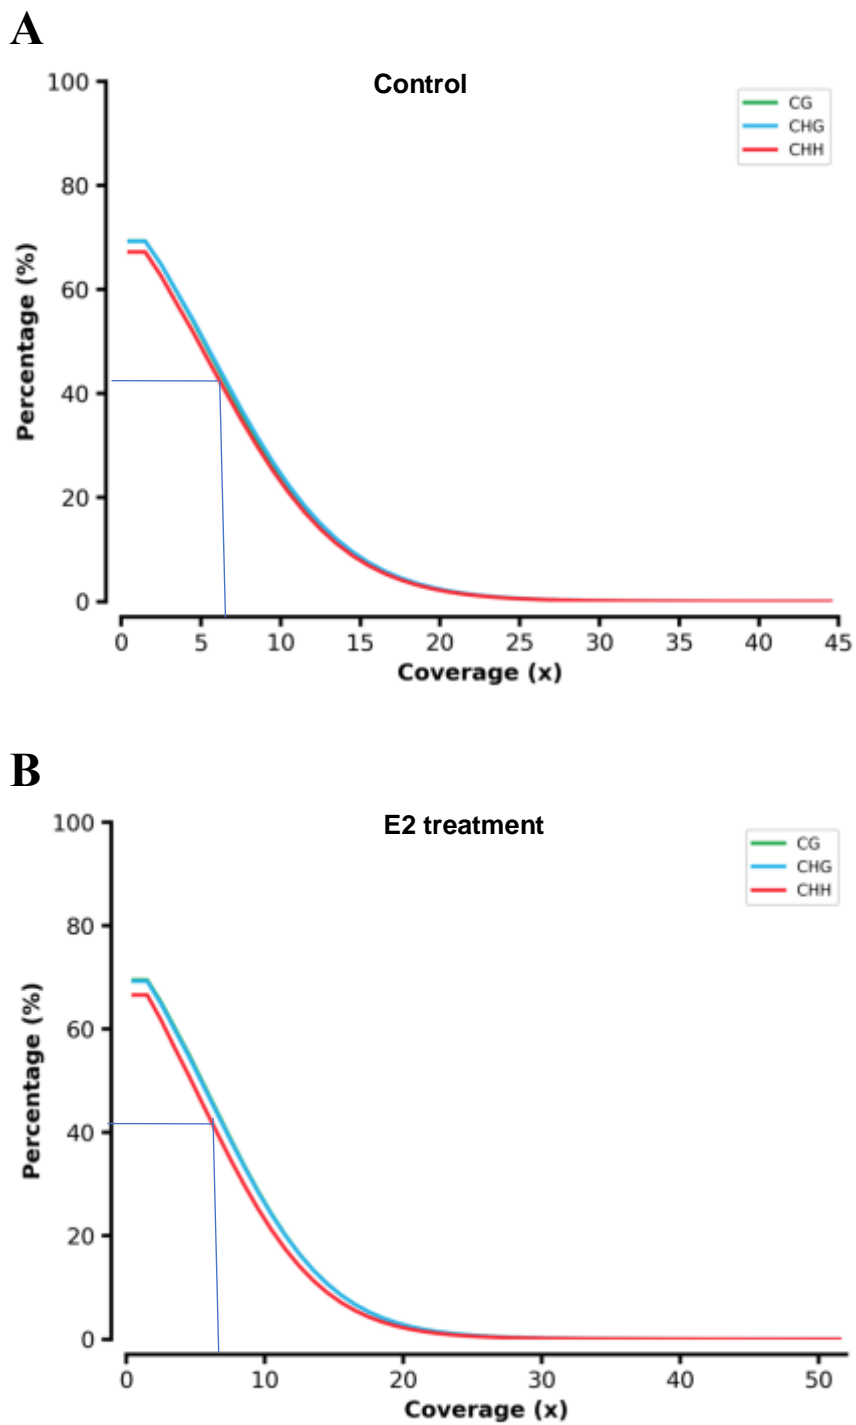 A
Control
CG
CHG
CHH
100
80
60
40
20
0
Percentage (%)
0 5 10 15 20 25 30 35 40 45
Coverage (x)
B
E2 treatment
CG
CHG
CHH
100
80
60
40
20
0
Percentage (%)
0 10 20 30 40 50
Coverage (x)